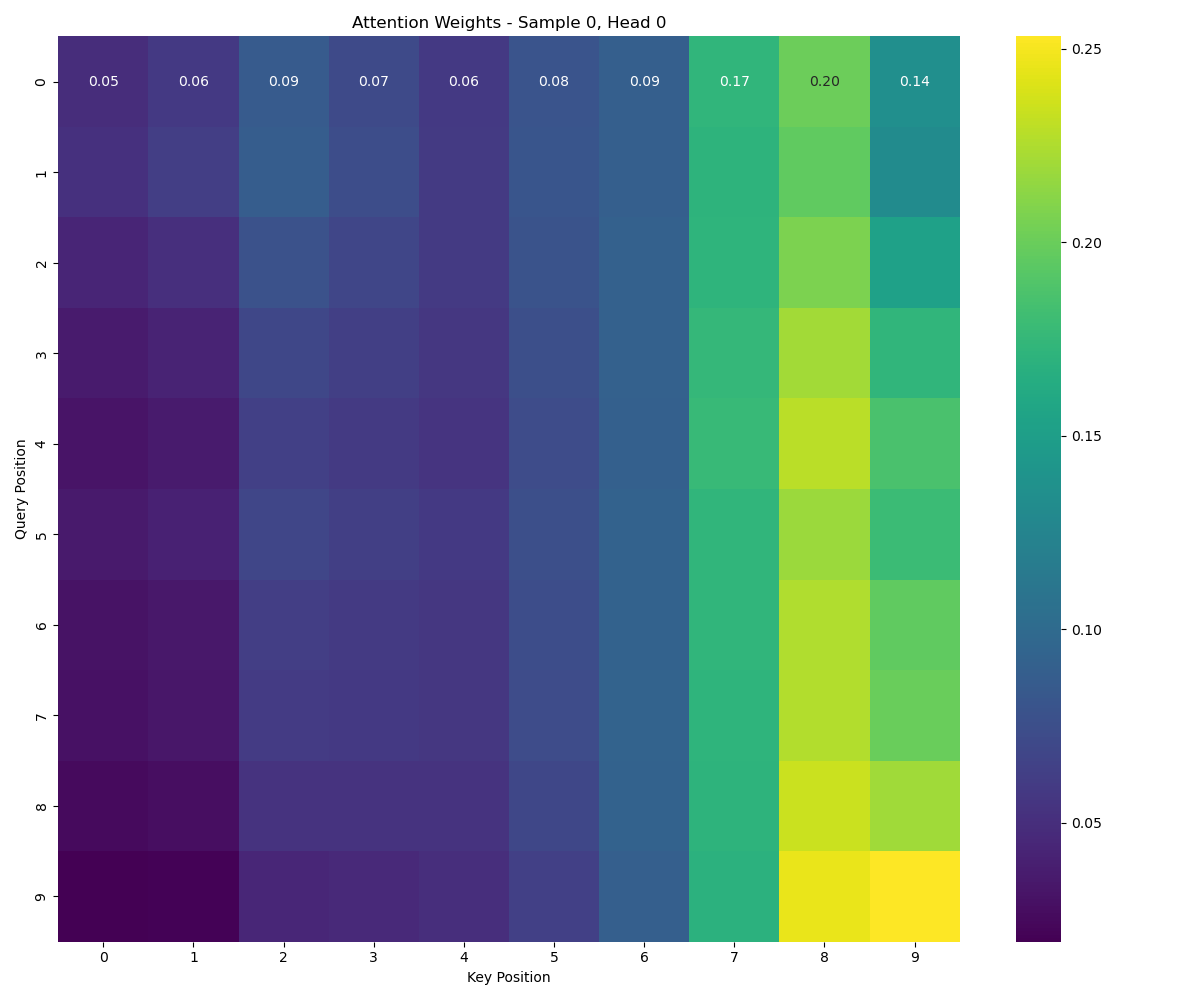 Attention Weights - Sample 0, Head 0
0 0.05 0.06 0.09 0.07 0.06 0.08 0.09 0.17 0.20 0.14
1
2
3
4
5
6
7
8
9
Query Position
0 1 2 3 4 5 6 7 8 9
Key Position
0.25
0.20
0.15
0.10
0.05